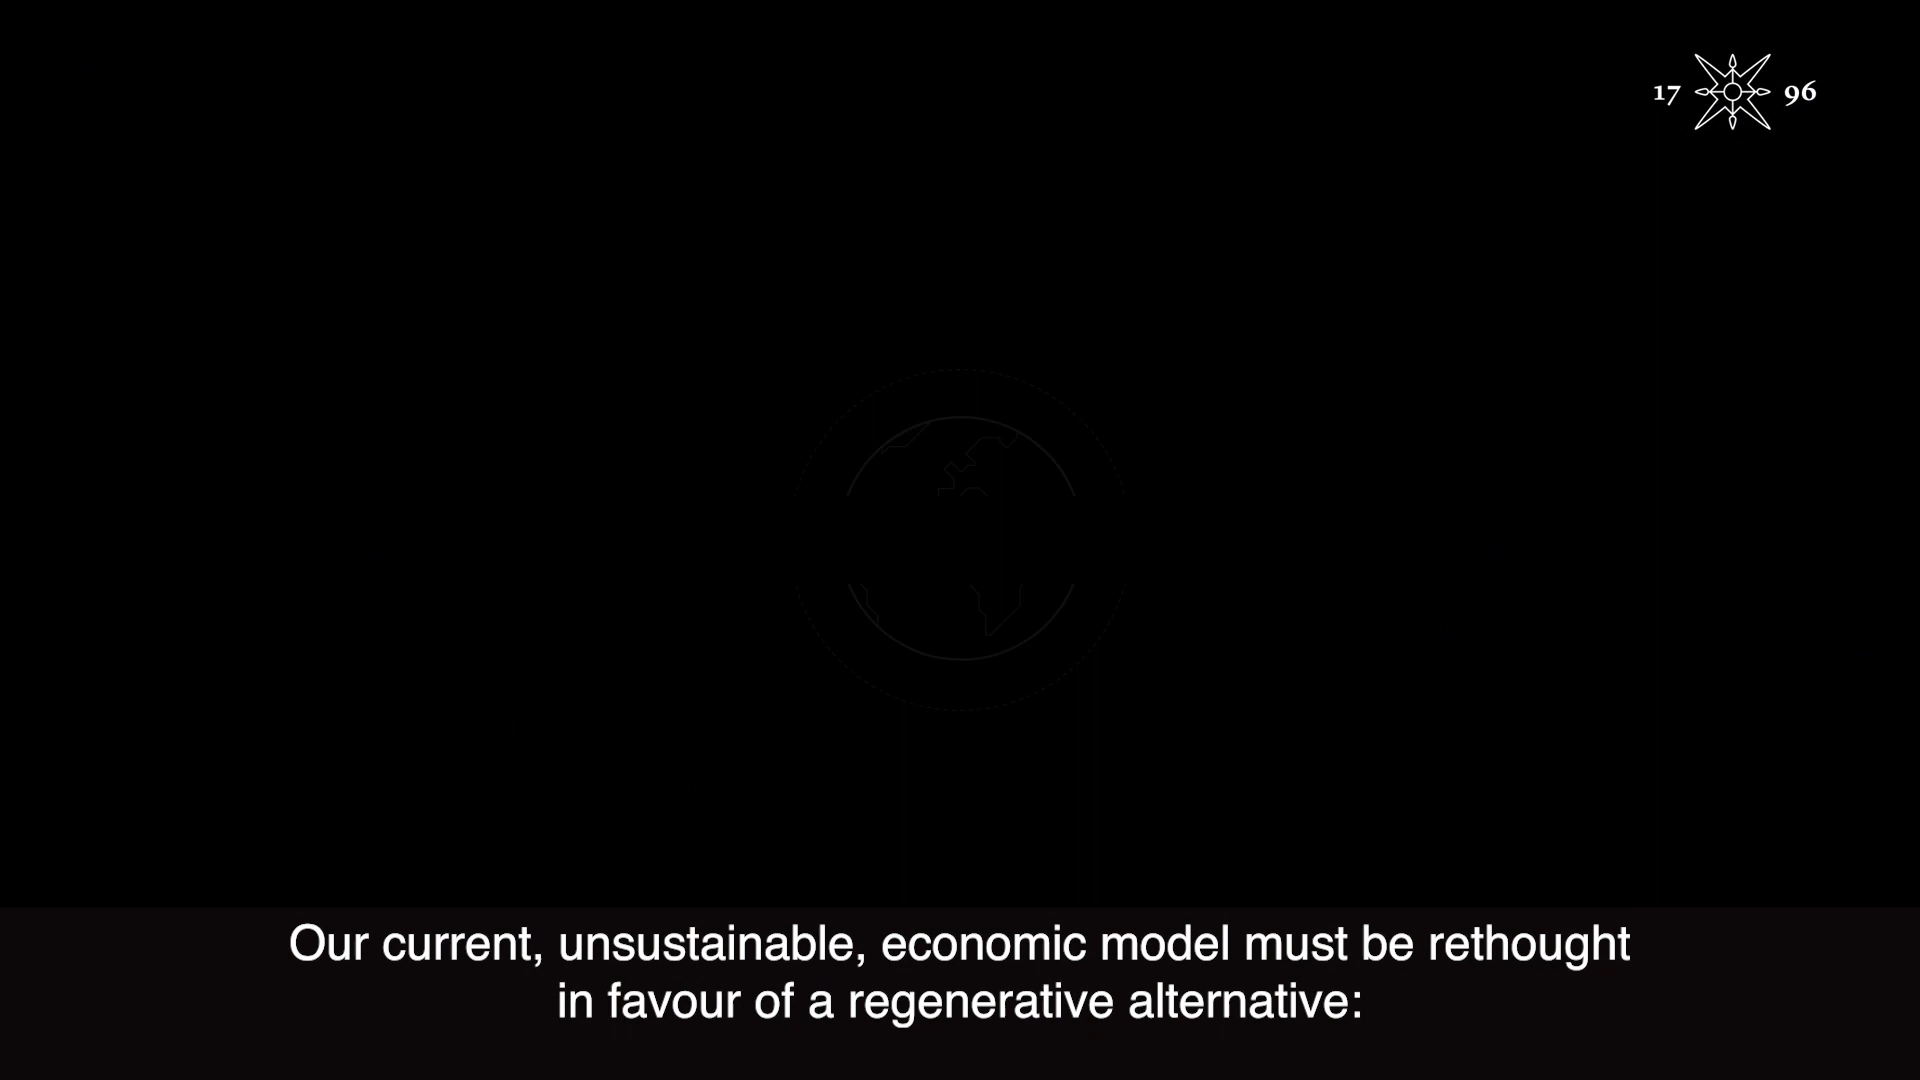 17 96
Our current, unsustainable, economic model must be rethought
in favour of a regenerative alternative: